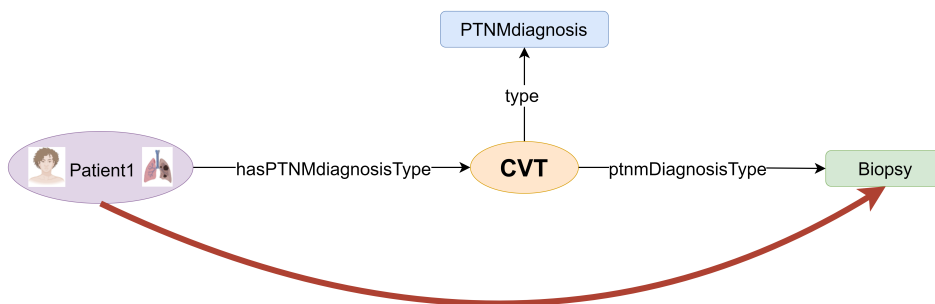 PTNMdiagnosis
type
Patient1
hasPTNMdiagnosisType
CVT
ptnmDiagnosisType
Biopsy